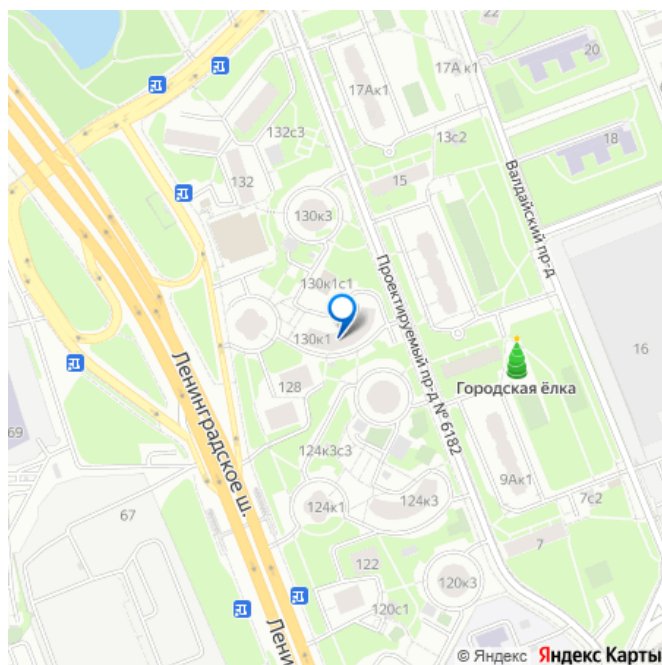 22
20
17А к1
17Ак1
132с3
13с2
18
132
15
Валдайский пр-д
130к3
130к1с1
Проектируемый пр-д № 6182
130к1
16
Ленинградское ш.
128
Городская ёлка
69
124к3с3
9Ак1
67
124к1
124к3
7с2
7
122
120к3
120с1
Лени
© Яндекс Яндекс Карты